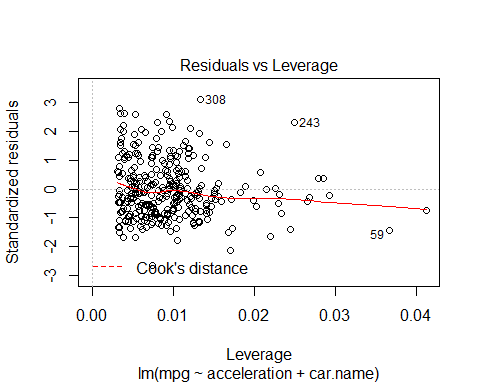 Residuals vs Leverage
Standardized residuals
3
2
1
0
-1
-2
-3
308
243
59
Cook's distance
0.00 0.01 0.02 0.03 0.04
Leverage
lm(mpg ~ acceleration + car.name)